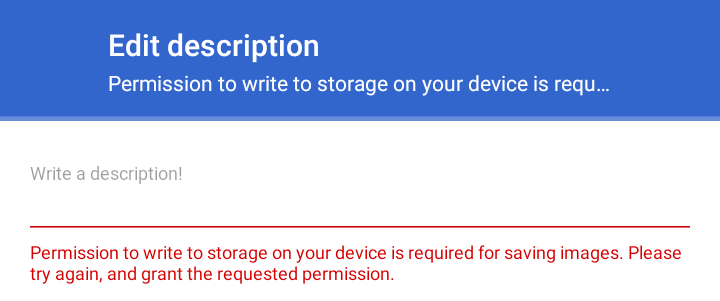 Edit description
Permission to write to storage on your device is requ...
Write a description!
Permission to write to storage on your device is required for saving images. Please
try again, and grant the requested permission.